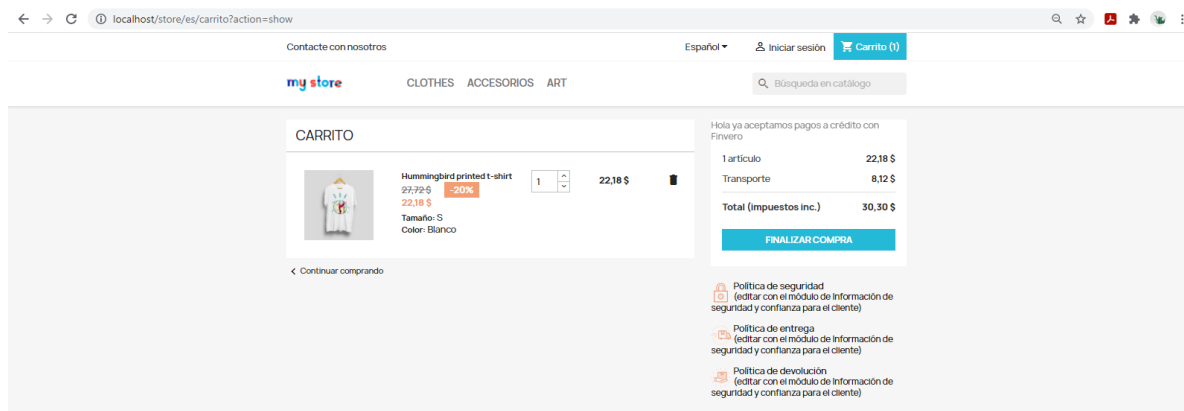 localhost/store/es/carrito?action=show
Contacte con nosotros
Español
Iniciar sesión
Carrito (1)
my store
CLOTHES ACCESORIOS ART
Búsqueda en catálogo
CARRITO
Hummingbird printed t-shirt
27,72 $ -20%
22,18 $
Tamaño: S
Color: Blanco
1
22,18 $
Continuar comprando
Hola ya aceptamos pagos a crédito con
Finvero
1 artículo 22,18 $
Transporte 8,12 $
Total (impuestos inc.) 30,30 $
FINALIZAR COMPRA
Política de seguridad
(editar con el módulo de Información de
seguridad y confianza para el cliente)
Política de entrega
(editar con el módulo de Información de
seguridad y confianza para el cliente)
Política de devolución
(editar con el módulo de Información de
seguridad y confianza para el cliente)